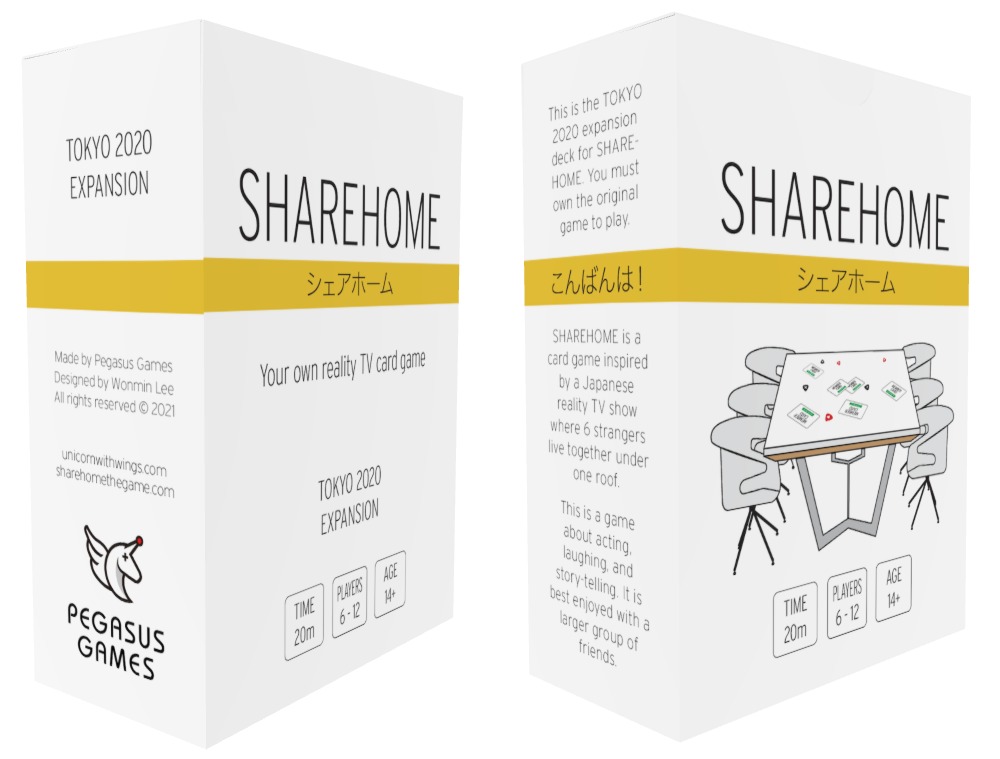 TOKYO 2020
EXPANSION
Made by Pegasus Games
Designed by Wonmin Lee
All rights reserved © 2021
unicornwithwings.com
sharehomethegame.com
PEGASUS
GAMES
SHAREHOME
シェアホーム
Your own reality TV card game
TOKYO 2020
EXPANSION
TIME
20m
PLAYERS
6 - 12
AGE
14+
This is the TOKYO
2020 expansion
deck for SHARE-
HOME. You must
own the original
game to play.
こんばんは!
SHAREHOME is a
card game inspired
by a Japanese
reality TV show
where 6 strangers
live together under
one roof.
This is a game
about acting,
laughing, and
story-telling. It is
best enjoyed with a
larger group of
friends.
SHAREHOME
シェアホーム
TIME
20m
PLAYERS
6 - 12
AGE
14+